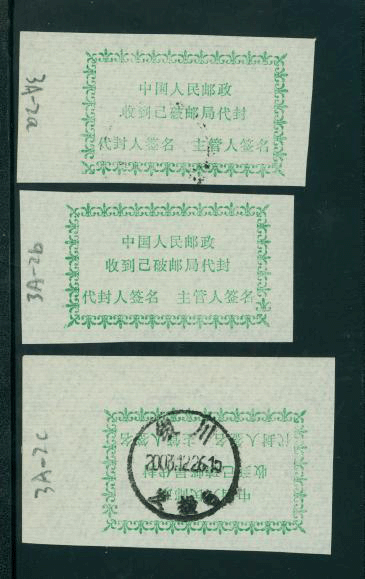 3A-2a
中国人民邮政
收到已破邮局代封
代封人签名 主管人签名
3A-2b
中国人民邮政
收到已破邮局代封
代封人签名 主管人签名
3A-2c
代封人签名 主管人签名
收到已破邮局代封
中国人民邮政
银川
2003.12.26.15